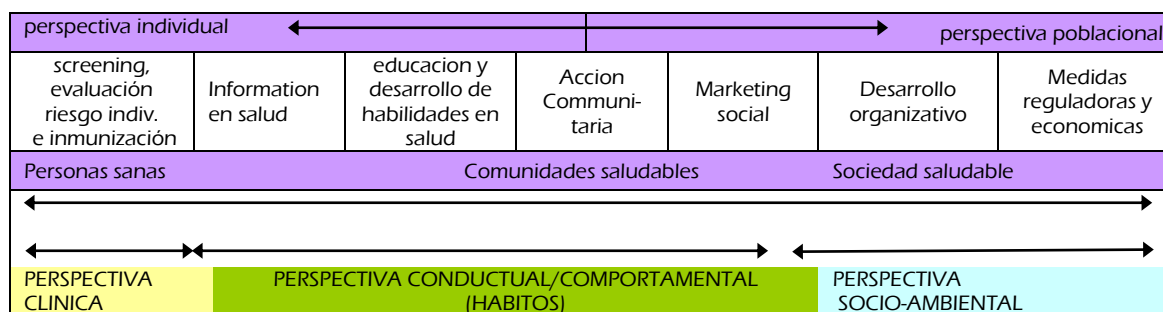 perspectiva individual
perspectiva poblacional
screening,
evaluación
riesgo indiv.
e inmunización
Information
en salud
educacion y
desarrollo de
habilidades en
salud
Accion
Communi-
taria
Marketing
social
Desarrollo
organizativo
Medidas
reguladoras y
economicas
Personas sanas
Comunidades saludables
Sociedad saludable
PERSPECTIVA
CLINICA
PERSPECTIVA CONDUCTUAL/COMPORTAMENTAL
(HABITOS)
PERSPECTIVA
SOCIO-AMBIENTAL